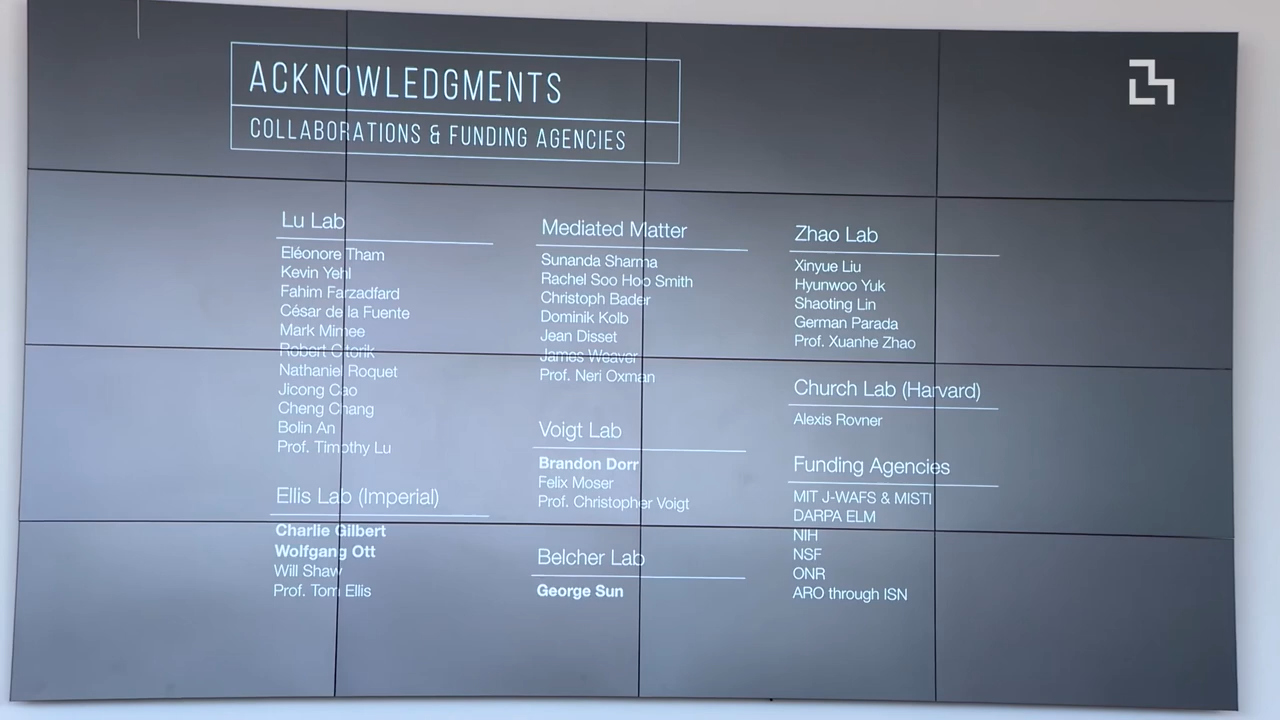 ACKNOWLEDGMENTS
COLLABORATIONS & FUNDING AGENCIES
Lu Lab
Eléonore Tham
Kevin Yehl
Fahim Farzadfard
César de la Fuente
Mark Mimee
Robert Citorik
Nathaniel Roquet
Jicong Cao
Cheng Chang
Bolin An
Prof. Timothy Lu
Ellis Lab (Imperial)
Charlie Gilbert
Wolfgang Ott
Will Shaw
Prof. Tom Ellis
Mediated Matter
Sunanda Sharma
Rachel Soo Hoo Smith
Christoph Bader
Dominik Kolb
Jean Disset
James Weaver
Prof. Neri Oxman
Voigt Lab
Brandon Dorr
Felix Moser
Prof. Christopher Voigt
Belcher Lab
George Sun
Zhao Lab
Xinyue Liu
Hyunwoo Yuk
Shaoting Lin
German Parada
Prof. Xuanhe Zhao
Church Lab (Harvard)
Alexis Rovner
Funding Agencies
MIT J-WAFS & MISTI
DARPA ELM
NIH
NSF
ONR
ARO through ISN